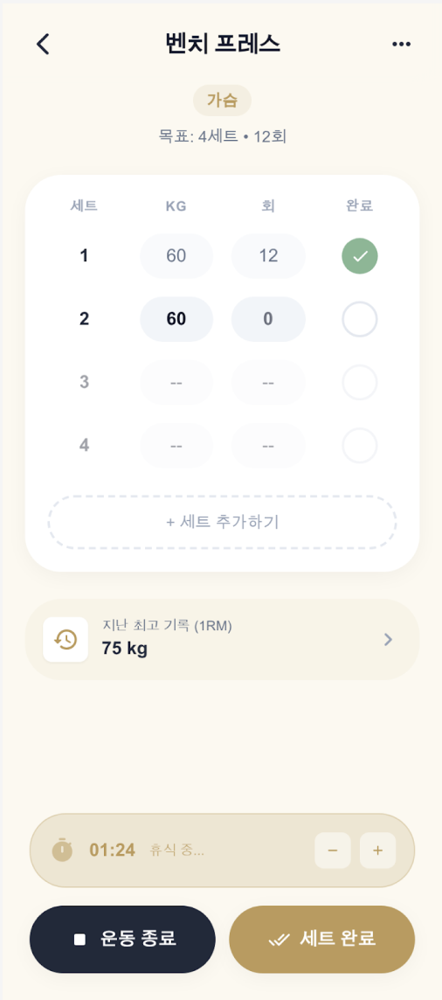 벤치 프레스
가슴
목표: 4세트 • 12회
세트 KG 회 완료
1 60 12
2 60 0
3 -- --
4 -- --
+ 세트 추가하기
지난 최고 기록 (1RM)
75 kg
01:24 휴식 중...
− +
운동 종료 세트 완료